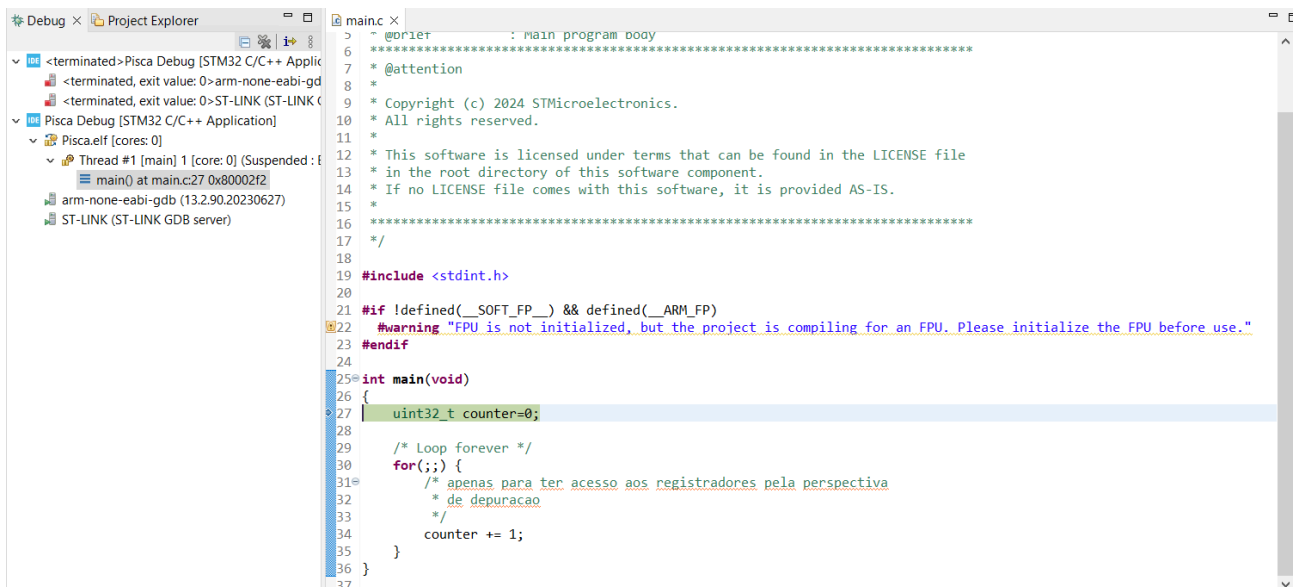 Debug
Project Explorer
<terminated>Pisca Debug [STM32 C/C++ Applic
<terminated, exit value: 0>arm-none-eabi-gd
<terminated, exit value: 0>ST-LINK (ST-LINK
Pisca Debug [STM32 C/C++ Application]
Pisca.elf [cores: 0]
Thread #1 [main] 1 [core: 0] (Suspended :
main() at main.c:27 0x80002f2
arm-none-eabi-gdb (13.2.90.20230627)
ST-LINK (ST-LINK GDB server)
main.c
5 * @brief : Main program body
6 ******************************************************************************
7 * @attention
8 *
9 * Copyright (c) 2024 STMicroelectronics.
10 * All rights reserved.
11 *
12 * This software is licensed under terms that can be found in the LICENSE file
13 * in the root directory of this software component.
14 * If no LICENSE file comes with this software, it is provided AS-IS.
15 *
16 ******************************************************************************
17 */
18
19 #include <stdint.h>
20
21 #if !defined(__SOFT_FP__) && defined(__ARM_FP)
22 #warning "FPU is not initialized, but the project is compiling for an FPU. Please initialize the FPU before use."
23 #endif
24
25 int main(void)
26 {
27 uint32_t counter=0;
28
29 /* Loop forever */
30 for(;;) {
31 /* apenas para ter acesso aos registradores pela perspectiva
32 * de depuracao
33 */
34 counter += 1;
35 }
36 }
37